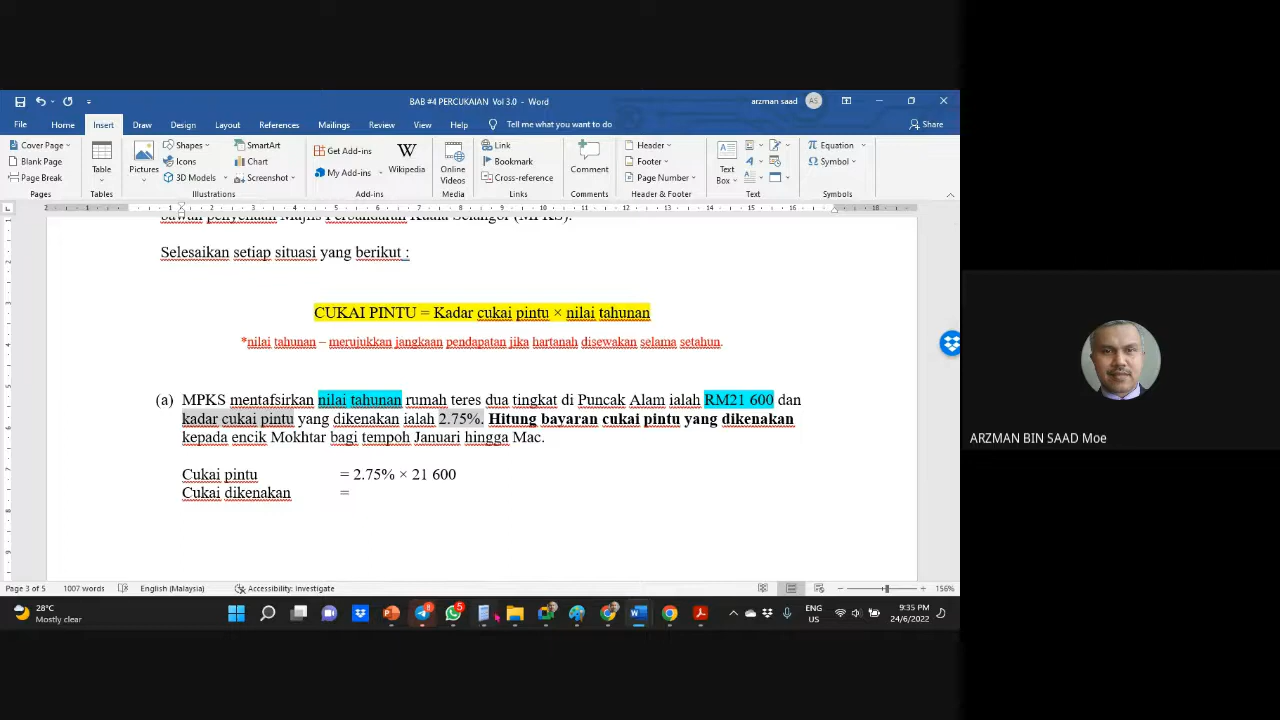 BAB #4 PERCUKAIAN Vol 3.0 - Word
arzman saad
AS
File Home Insert Draw Design Layout References Mailings Review View Help Tell me what you want to do Share
Cover Page
Blank Page
Page Break
Pages
Table
Tables
Pictures
Shapes
Icons
3D Models
SmartArt
Chart
Screenshot
Illustrations
Get Add-ins
My Add-ins
W
Wikipedia
Add-ins
Online
Videos
Media
Link
Bookmark
Cross-reference
Links
Comment
Comments
Header
Footer
Page Number
Header & Footer
Text
Box
Text
Equation
Symbol
Symbols
Selesaikan setiap situasi yang berikut :
CUKAI PINTU = Kadar cukai pintu × nilai tahunan
*nilai tahunan – merujukkan jangkaan pendapatan jika hartanah disewakan selama setahun.
(a) MPKS mentafsirkan nilai tahunan rumah teres dua tingkat di Puncak Alam ialah RM21 600 dan
kadar cukai pintu yang dikenakan ialah 2.75%. Hitung bayaran cukai pintu yang dikenakan
kepada encik Mokhtar bagi tempoh Januari hingga Mac.
Cukai pintu = 2.75% × 21 600
Cukai dikenakan =
ARZMAN BIN SAAD Moe
Page 3 of 5 1007 words English (Malaysia) Accessibility: Investigate 156%
28°C
Mostly clear
ENG
US
9:35 PM
24/6/2022